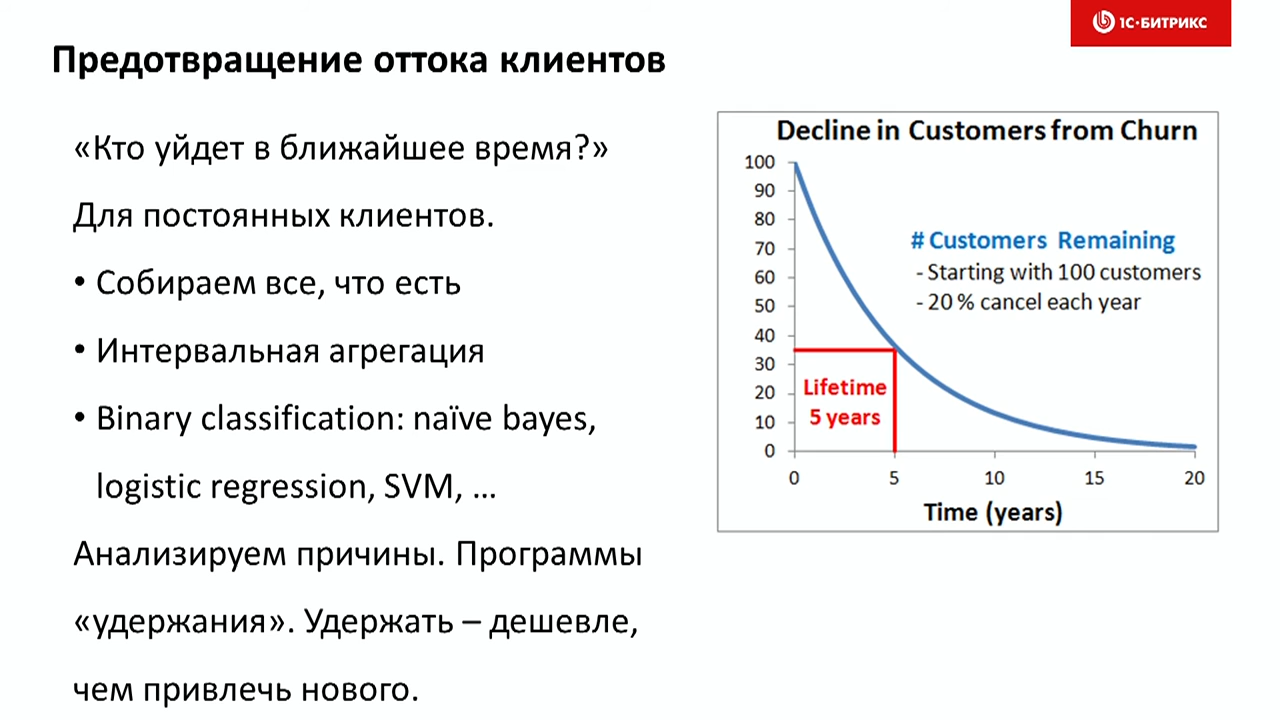 1С-БИТРИКС
Предотвращение оттока клиентов
«Кто уйдет в ближайшее время?»
Для постоянных клиентов.
• Собираем все, что есть
• Интервальная агрегация
• Binary classification: naïve bayes,
logistic regression, SVM, ...
Анализируем причины. Программы
«удержания». Удержать – дешевле,
чем привлечь нового.
Decline in Customers from Churn
100
90
80
70
60
50
40
30
20
10
0
# Customers Remaining
- Starting with 100 customers
- 20 % cancel each year
Lifetime
5 years
0 5 10 15 20
Time (years)